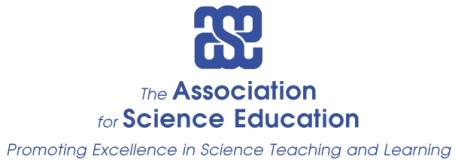 ase
The Association
for Science Education
Promoting Excellence in Science Teaching and Learning